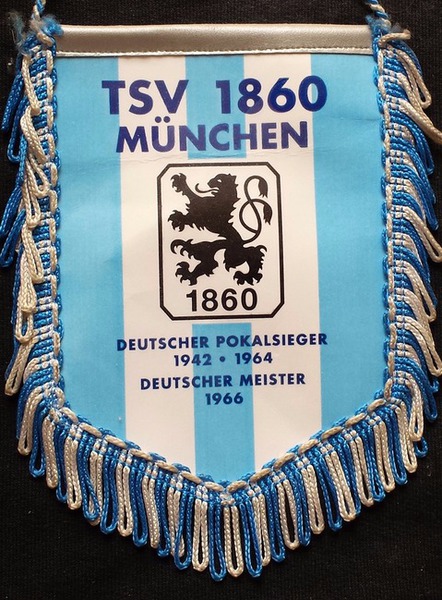 TSV 1860
MÜNCHEN
1860
DEUTSCHER POKALSIEGER
1942 • 1964
DEUTSCHER MEISTER
1966